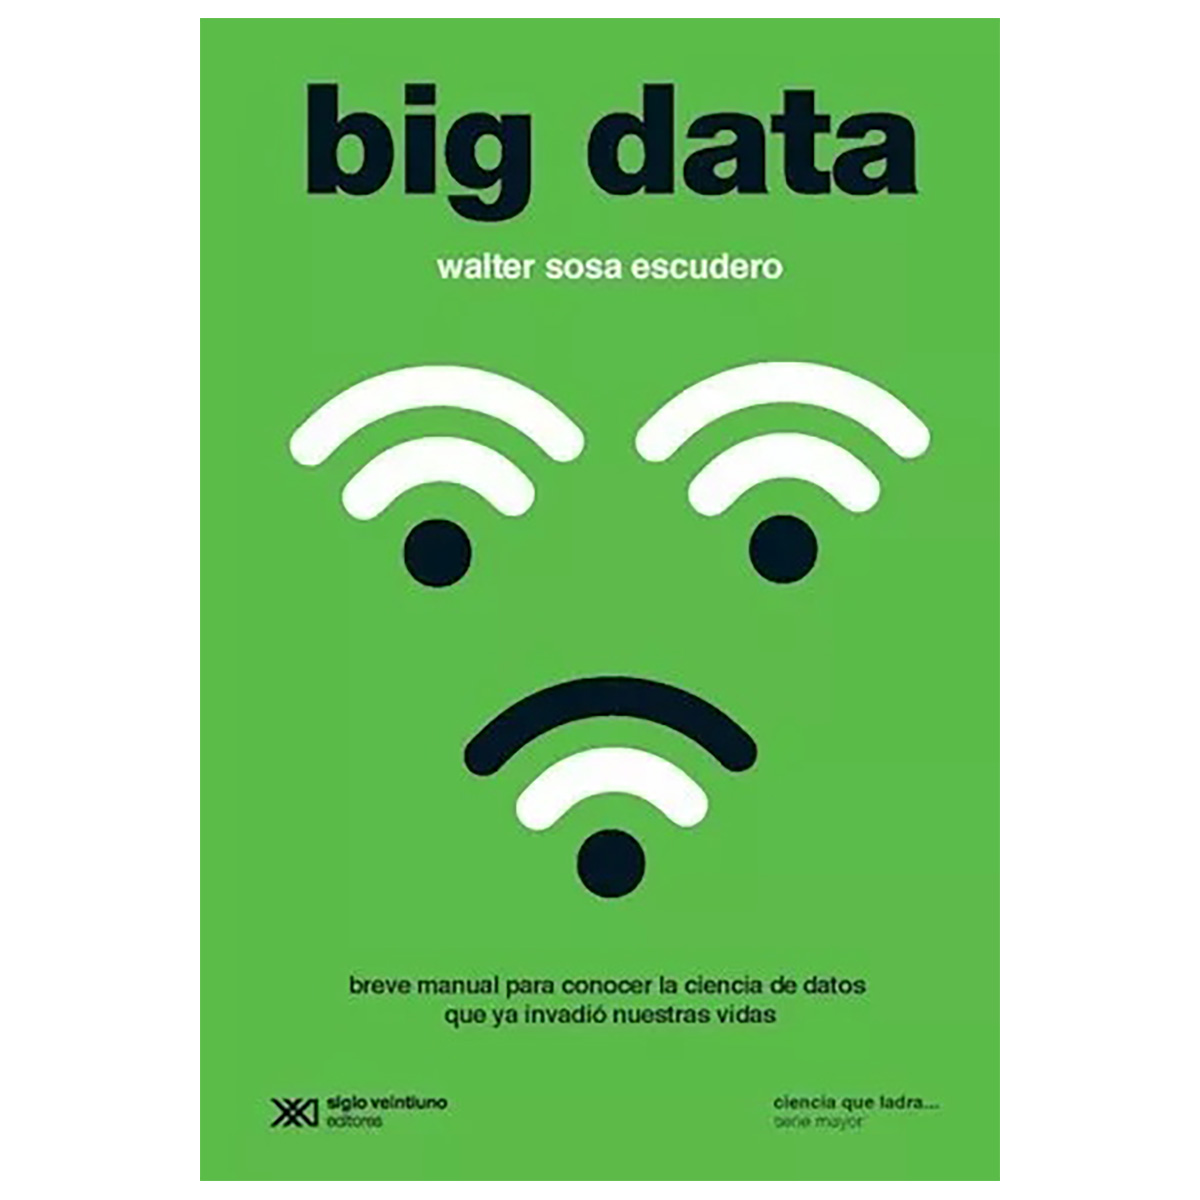 big data
walter sosa escudero
breve manual para conocer la ciencia de datos
que ya invadió nuestras vidas
siglo veintiuno
editores
ciencia que ladra...
serie mayor